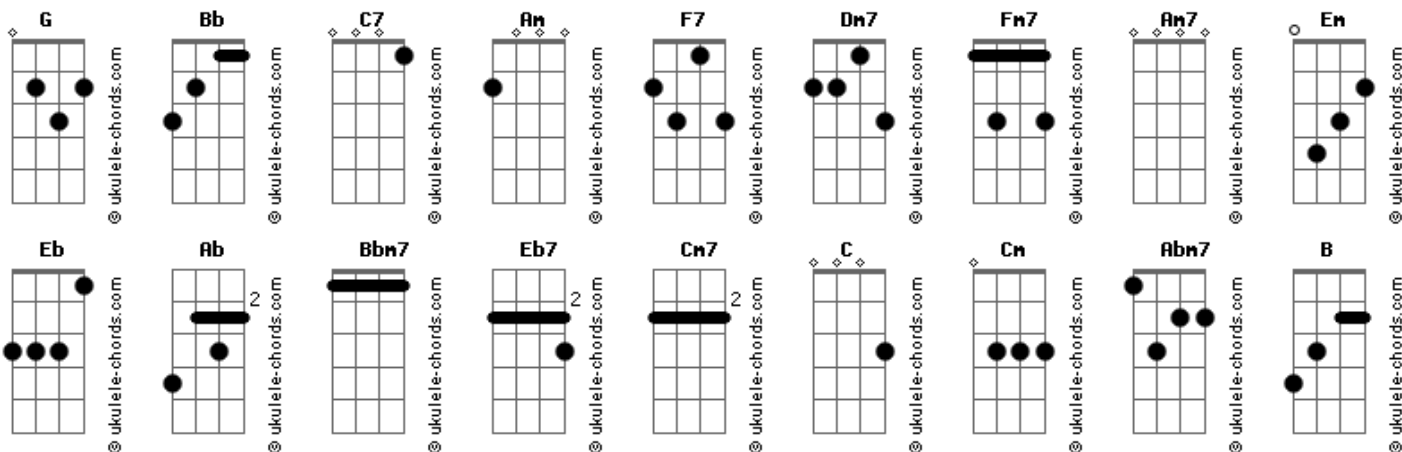 G Bb C7 Am F7 Dm7 Fm7 Am7 Em
© ukulele-chords.com © ukulele-chords.com © ukulele-chords.com © ukulele-chords.com © ukulele-chords.com © ukulele-chords.com © ukulele-chords.com © ukulele-chords.com © ukulele-chords.com
Eb Ab Bbm7 Eb7 Cm7 C Cm Abm7 B
2 2 2
© ukulele-chords.com © ukulele-chords.com © ukulele-chords.com © ukulele-chords.com © ukulele-chords.com © ukulele-chords.com © ukulele-chords.com © ukulele-chords.com © ukulele-chords.com